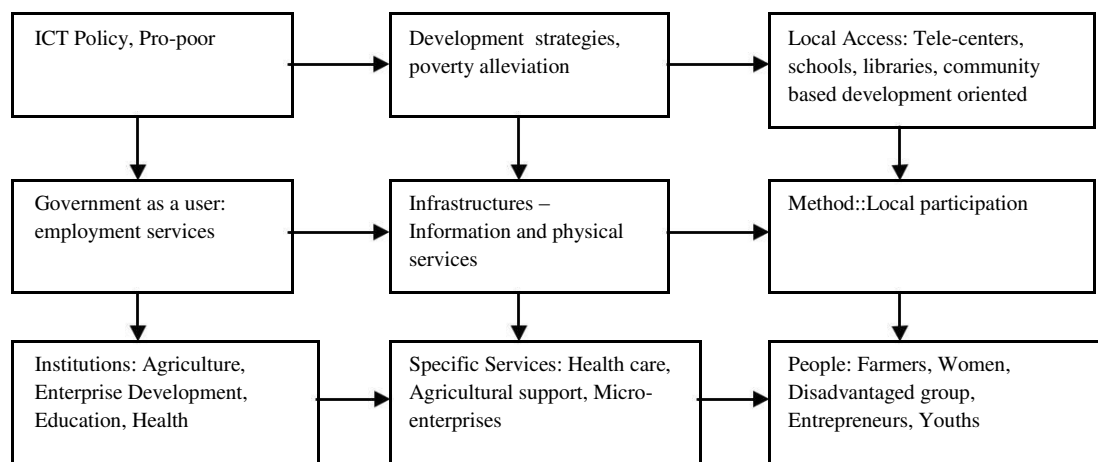 ICT Policy, Pro-poor
Development strategies,
poverty alleviation
Local Access: Tele-centers,
schools, libraries, community
based development oriented
Government as a user:
employment services
Infrastructures –
Information and physical
services
Method::Local participation
Institutions: Agriculture,
Enterprise Development,
Education, Health
Specific Services: Health care,
Agricultural support, Micro-
enterprises
People: Farmers, Women,
Disadvantaged group,
Entrepreneurs, Youths